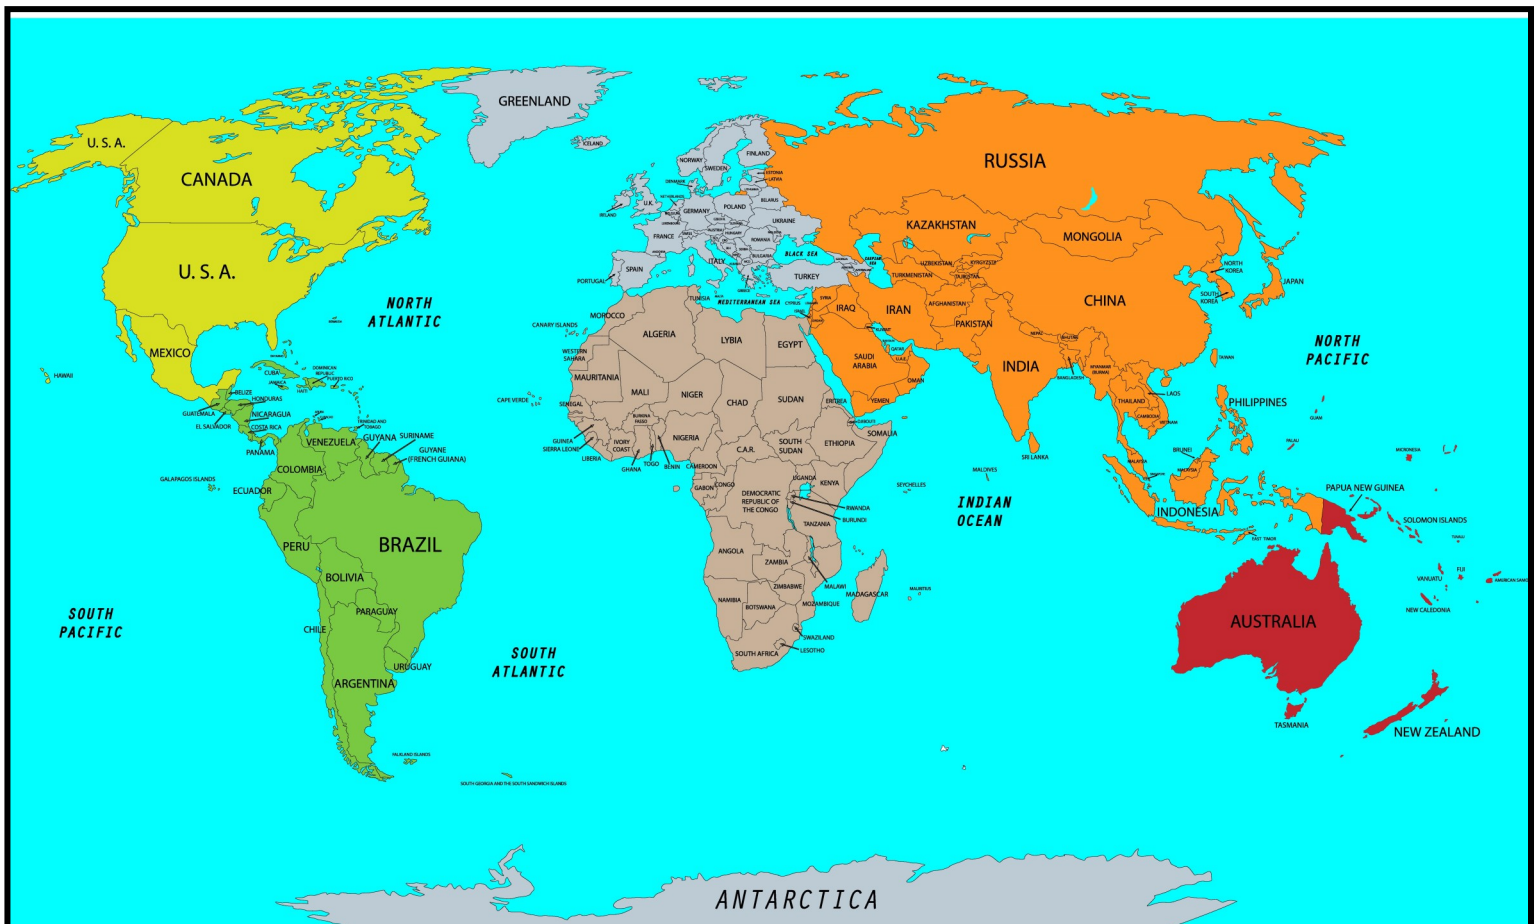 GREENLAND
U. S. A.
CANADA
ICELAND
RUSSIA
NORWAY
SWEDEN
FINLAND
ESTONIA
LATVIA
DENMARK
NETHERLANDS
U.K.
IRELAND
GERMANY
POLAND
BELARUS
UKRAINE
FRANCE
HUNGARY
ROMANIA
BULGARIA
ITALY
SPAIN
PORTUGAL
GREECE
TURKEY
CYPRUS
BLACK SEA
CASPIAN
SEA
MEDITERRANEAN SEA
KAZAKHSTAN
MONGOLIA
UZBEKISTAN
TURKMENISTAN
NORTH
KOREA
SOUTH
KOREA
JAPAN
CHINA
U. S. A.
NORTH
ATLANTIC
MEXICO
HAWAII
CUBA
JAMAICA
HAITI
DOMINICAN
REPUBLIC
PUERTO RICO
BELIZE
HONDURAS
GUATEMALA
EL SALVADOR
NICARAGUA
COSTA RICA
PANAMA
TRINIDAD AND
TOBAGO
VENEZUELA
GUYANA
SURINAME
GUYANE
(FRENCH GUIANA)
COLOMBIA
GALAPAGOS ISLANDS
ECUADOR
PERU
BRAZIL
BOLIVIA
PARAGUAY
CHILE
URUGUAY
ARGENTINA
FALKLAND ISLANDS
SOUTH GEORGIA AND THE SOUTH SANDWICH ISLANDS
SOUTH
PACIFIC
SOUTH
ATLANTIC
TUNISIA
MOROCCO
CANARY ISLANDS
ALGERIA
LYBIA
EGYPT
WESTERN
SAHARA
MAURITANIA
MALI
NIGER
CHAD
SUDAN
ERITREA
DJIBOUTI
SOMALIA
CAPE VERDE
SENEGAL
BURKINA
FASO
GUINEA
SIERRA LEONE
LIBERIA
IVORY
COAST
GHANA
TOGO
BENIN
NIGERIA
CAMEROON
C.A.R.
SOUTH
SUDAN
ETHIOPIA
GABON
CONGO
DEMOCRATIC
REPUBLIC OF
THE CONGO
UGANDA
KENYA
RWANDA
BURUNDI
TANZANIA
ANGOLA
ZAMBIA
MALAWI
ZIMBABWE
MOZAMBIQUE
NAMIBIA
BOTSWANA
MADAGASCAR
MAURITIUS
SWAZILAND
LESOTHO
SOUTH AFRICA
SEYCHELLES
SYRIA
IRAQ
IRAN
AFGHANISTAN
PAKISTAN
KUWAIT
QATAR
U.A.E.
SAUDI
ARABIA
OMAN
YEMEN
NEPAL
BHUTAN
BANGLADESH
INDIA
SRI LANKA
MALDIVES
INDIAN
OCEAN
MYANMAR
(BURMA)
LAOS
THAILAND
CAMBODIA
VIETNAM
TAIWAN
PHILIPPINES
BRUNEI
MALAYSIA
MALAYSIA
INDONESIA
EAST TIMOR
NORTH
PACIFIC
GUAM
PALAU
MICRONESIA
PAPUA NEW GUINEA
SOLOMON ISLANDS
TUVALU
VANUATU
FIJI
AMERICAN SAMO
NEW CALEDONIA
AUSTRALIA
TASMANIA
NEW ZEALAND
ANTARCTICA